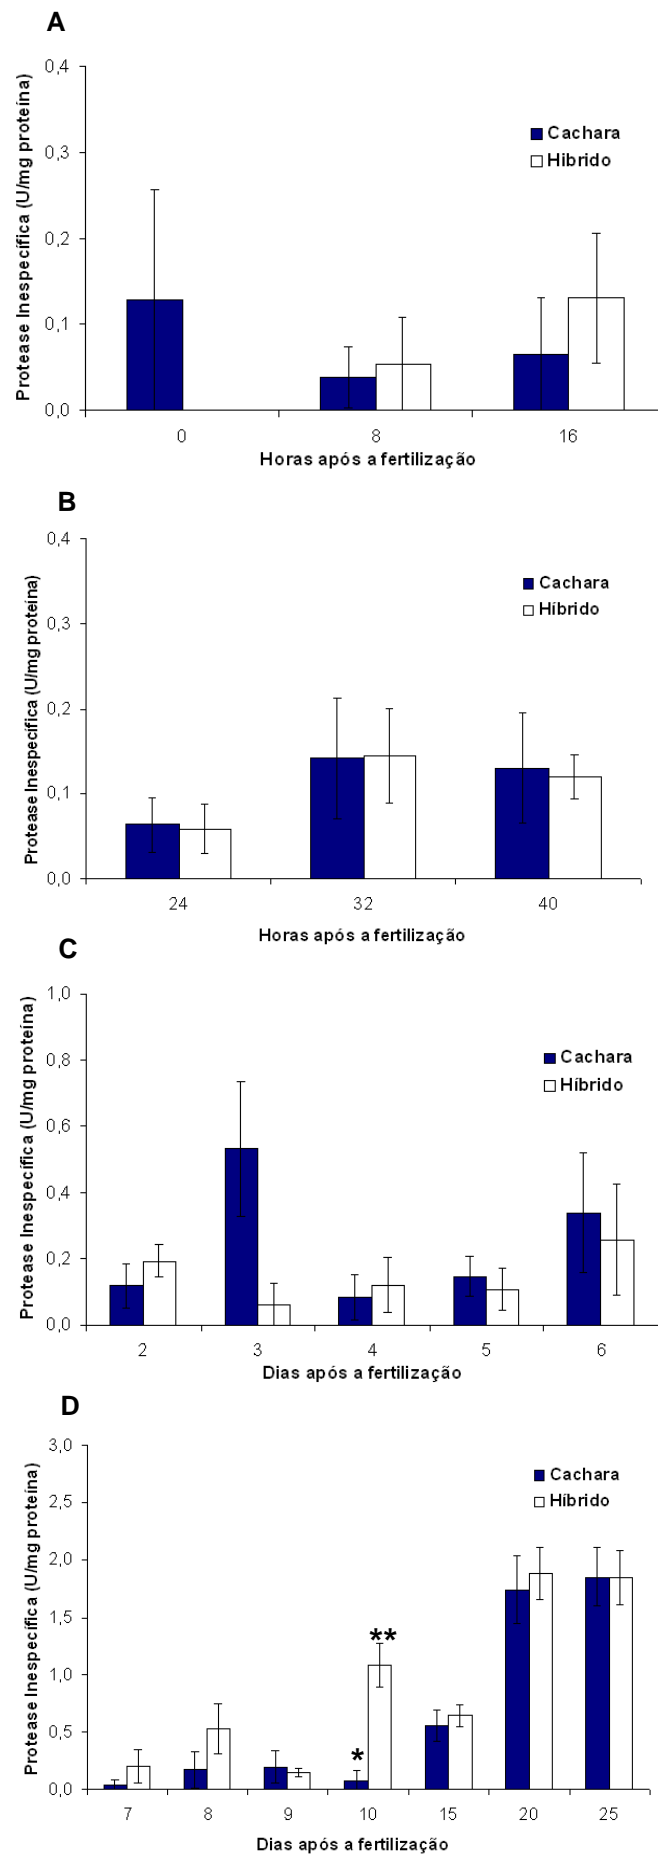 A
Protease Inespecífica (U/mg proteína)
0,4
0,3
0,2
0,1
0,0
Cachara
Hibrido
0 8 16
Horas após a fertilização
B
Protease Inespecífica (U/mg proteína)
0,4
0,3
0,2
0,1
0,0
Cachara
Híbrido
24 32 40
Horas após a fertilização
C
Protease Inespecífica (U/mg proteína)
1,0
0,8
0,6
0,4
0,2
0,0
Cachara
Híbrido
2 3 4 5 6
Dias após a fertilização
D
Protease Inespecífica (U/mg proteína)
3,0
2,5
2,0
1,5
1,0
0,5
0,0
Cachara
Híbrido
**
*
7 8 9 10 15 20 25
Dias após a fertilização